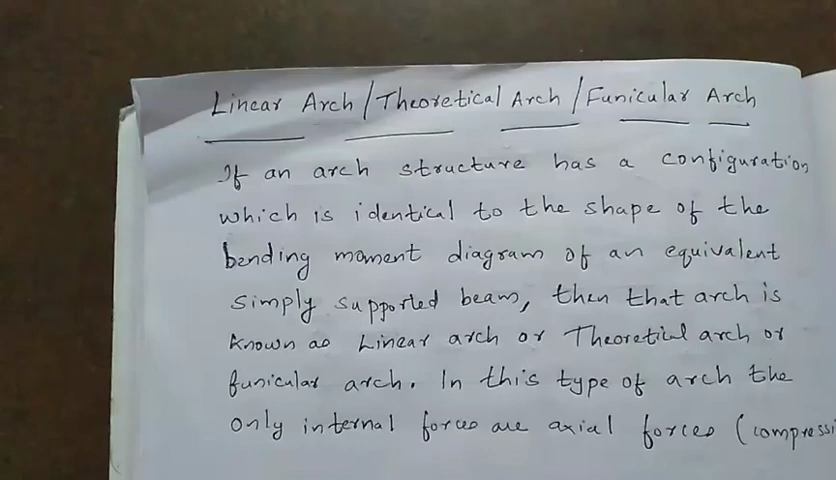 Linear Arch / Theoretical Arch / Funicular Arch
If an arch structure has a configuration
which is identical to the shape of the
bending moment diagram of an equivalent
simply supported beam, then that arch is
known as Linear arch or Theoretical arch or
funicular arch. In this type of arch the
only internal forces are axial forces (compressi